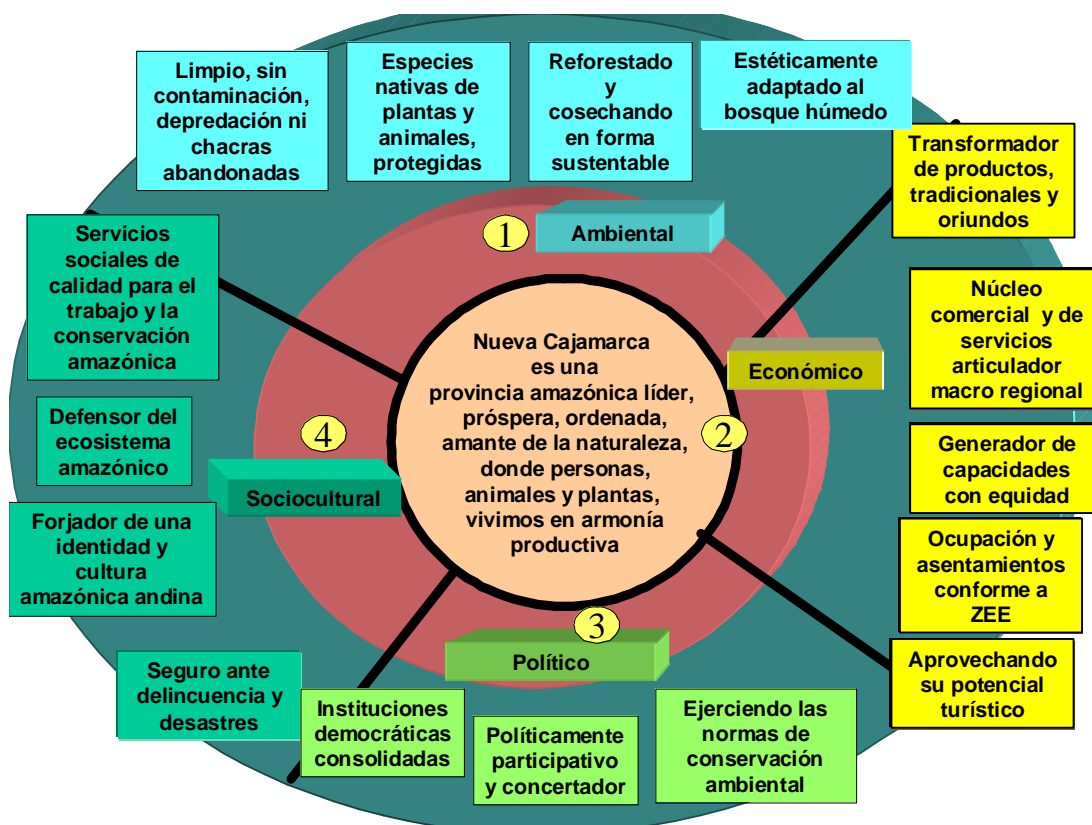 Limpio, sin
contaminación,
depredación ni
chacras
abandonadas
Especies
nativas de
plantas y
animales,
protegidas
Reforestado
y
cosechando
en forma
sustentable
Estéticamente
adaptado al
bosque húmedo
Transformador
de productos,
tradicionales y
oriundos
Servicios
sociales de
calidad para el
trabajo y la
conservación
amazónica
1
Ambiental
Núcleo
comercial y de
servicios
articulador
macro regional
Nueva Cajamarca
es una
provincia amazónica líder,
próspera, ordenada,
amante de la naturaleza,
donde personas,
animales y plantas,
vivimos en armonía
productiva
Económico
2
Defensor del
ecosistema
amazónico
4
Sociocultural
Generador de
capacidades
con equidad
Forjador de una
identidad y
cultura
amazónica andina
Ocupación y
asentamientos
conforme a
ZEE
3
Político
Seguro ante
delincuencia y
desastres
Instituciones
democráticas
consolidadas
Políticamente
participativo
y concertador
Ejerciendo las
normas de
conservación
ambiental
Aprovechando
su potencial
turístico